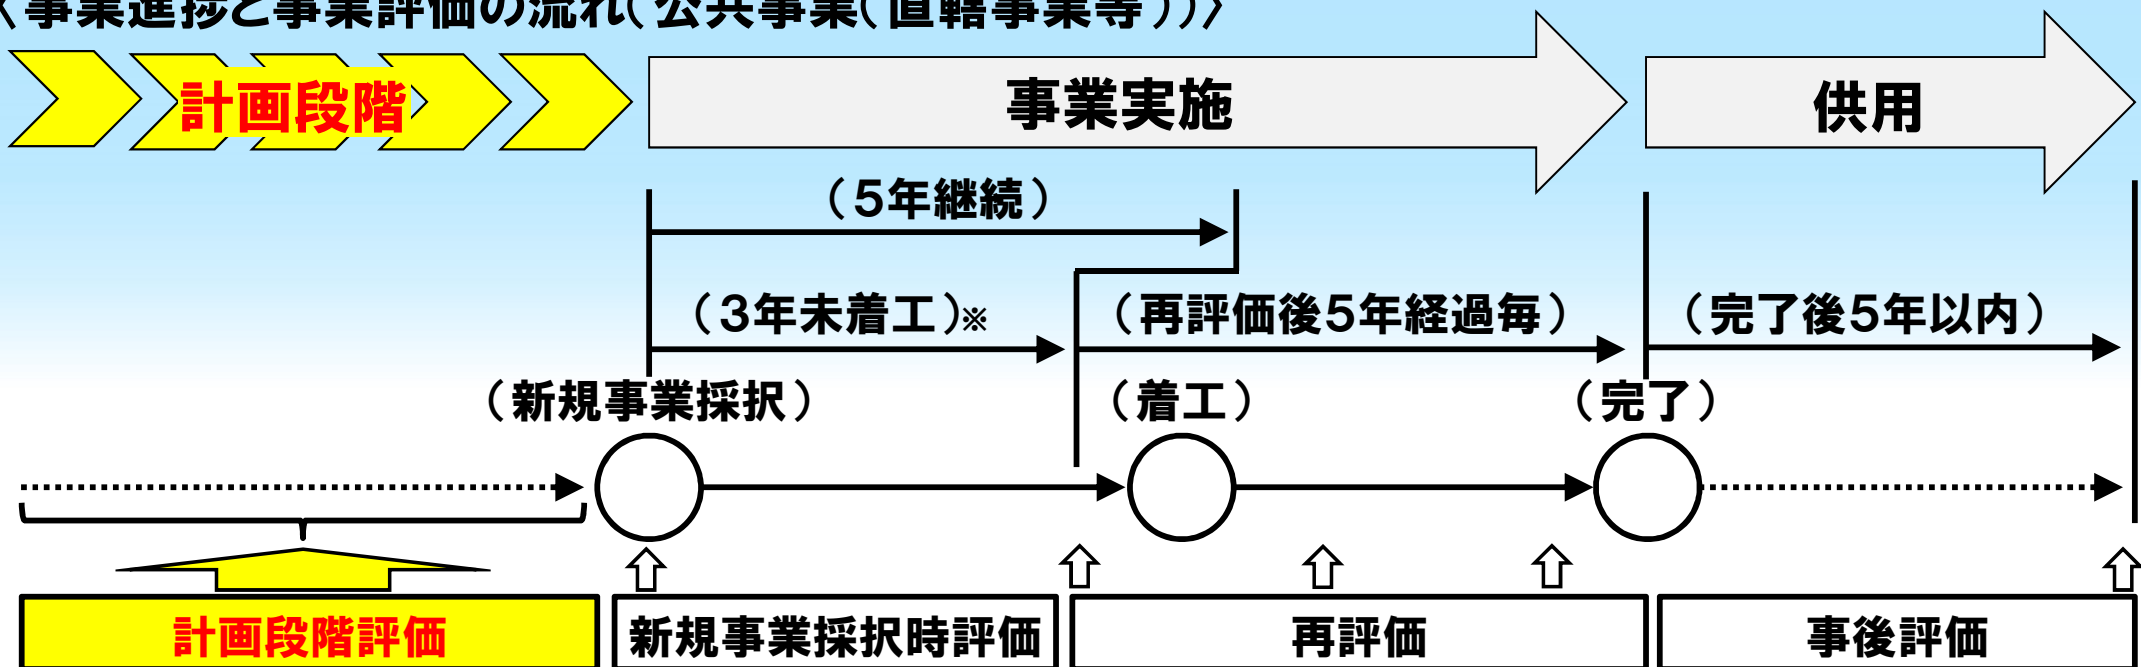 〈事業進捗と事業評価の流れ(公共事業(直轄事業等))〉
計画段階
事業実施
供用
(5年継続)
(3年未着工)※
(再評価後5年経過毎)
(完了後5年以内)
(新規事業採択)
(着工)
(完了)
計画段階評価
新規事業採択時評価
再評価
事後評価